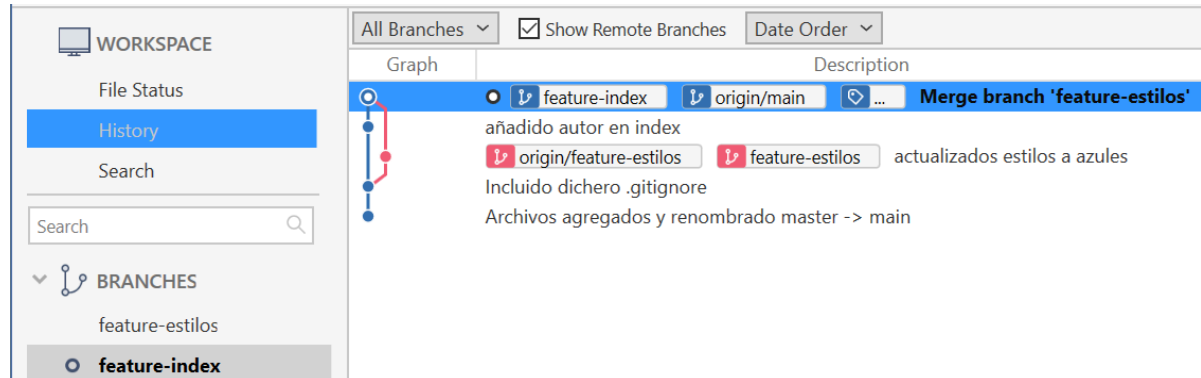 WORKSPACE
File Status
History
Search
Search
BRANCHES
feature-estilos
feature-index
All Branches Show Remote Branches Date Order
Graph Description
feature-index origin/main ... Merge branch 'feature-estilos'
añadido autor en index
origin/feature-estilos feature-estilos actualizados estilos a azules
Incluido dichero .gitignore
Archivos agregados y renombrado master -> main